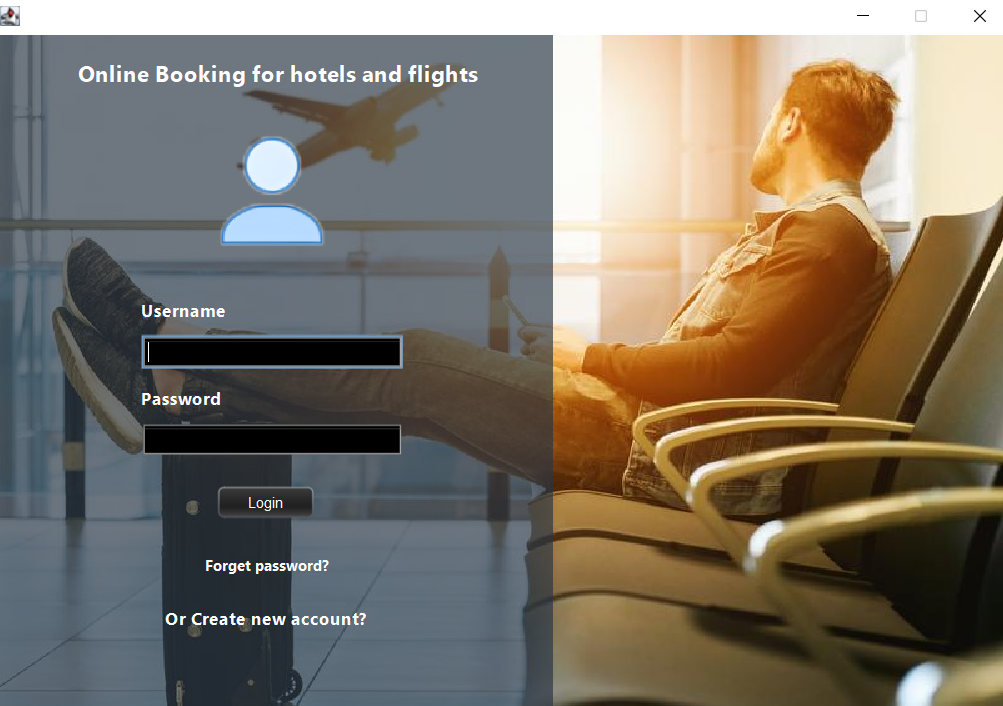 Online Booking for hotels and flights
Username
Password
Login
Forget password?
Or Create new account?